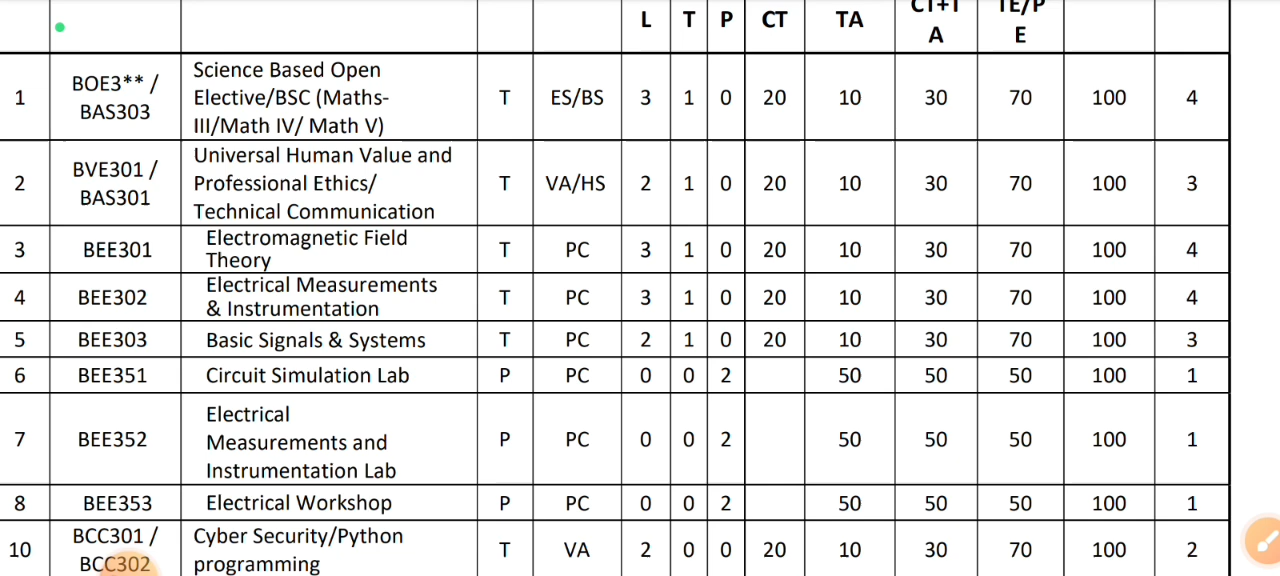 L T P CT TA CT+T A TE/P E
1 BOE3** / BAS303 Science Based Open Elective/BSC (Maths-III/Math IV/ Math V) T ES/BS 3 1 0 20 10 30 70 100 4
2 BVE301 / BAS301 Universal Human Value and Professional Ethics/ Technical Communication T VA/HS 2 1 0 20 10 30 70 100 3
3 BEE301 Electromagnetic Field Theory T PC 3 1 0 20 10 30 70 100 4
4 BEE302 Electrical Measurements & Instrumentation T PC 3 1 0 20 10 30 70 100 4
5 BEE303 Basic Signals & Systems T PC 2 1 0 20 10 30 70 100 3
6 BEE351 Circuit Simulation Lab P PC 0 0 2 50 50 50 100 1
7 BEE352 Electrical Measurements and Instrumentation Lab P PC 0 0 2 50 50 50 100 1
8 BEE353 Electrical Workshop P PC 0 0 2 50 50 50 100 1
10 BCC301 / BCC302 Cyber Security/Python programming T VA 2 0 0 20 10 30 70 100 2